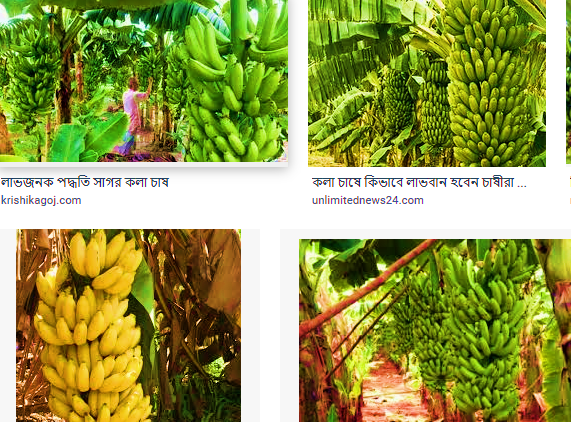 লাভজনক পদ্ধতি সাগর কলা চাষ
krishikagoj.com
কলা চাষে কিভাবে লাভবান হবেন চাষীরা ...
unlimitednews24.com